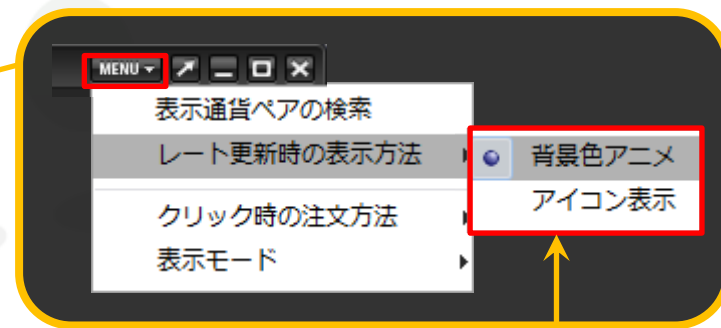 MENU
表示通貨ペアの検索
レート更新時の表示方法
背景色アニメ
アイコン表示
クリック時の注文方法
表示モード